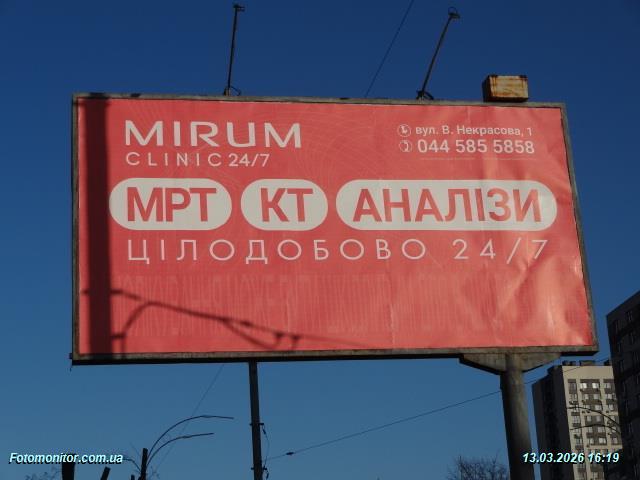 MIRUM
CLINIC 24/7
вул. В. Некрасова, 1
044 585 5858
МРТ КТ АНАЛІЗИ
ЦІЛОДОБОВО 24/7
Fotomonitor.com.ua
13.03.2026 16:19